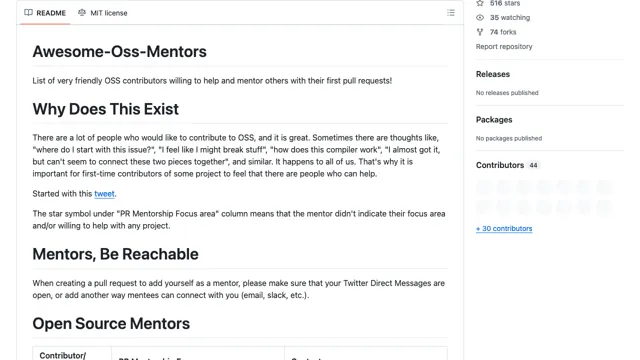 README
MIT license
Awesome-Oss-Mentors
List of very friendly OSS contributors willing to help and mentor others with their first pull requests!
Why Does This Exist
There are a lot of people who would like to contribute to OSS, and it is great. Sometimes there are thoughts like,
"where do I start with this issue?", "I feel like I might break stuff", "how does this compiler work", "I almost got it,
but can't seem to connect these two pieces together", and similar. It happens to all of us. That's why it is
important for first-time contributors of some project to feel that there are people who can help.
Started with this tweet.
The star symbol under "PR Mentorship Focus area" column means that the mentor didn't indicate their focus area
and/or willing to help with any project.
Mentors, Be Reachable
When creating a pull request to add yourself as a mentor, please make sure that your Twitter Direct Messages are
open, or add another way mentees can connect with you (email, slack, etc.).
Open Source Mentors
Contributor/
516 stars
35 watching
74 forks
Report repository
Releases
No releases published
Packages
No packages published
Contributors 44
+ 30 contributors